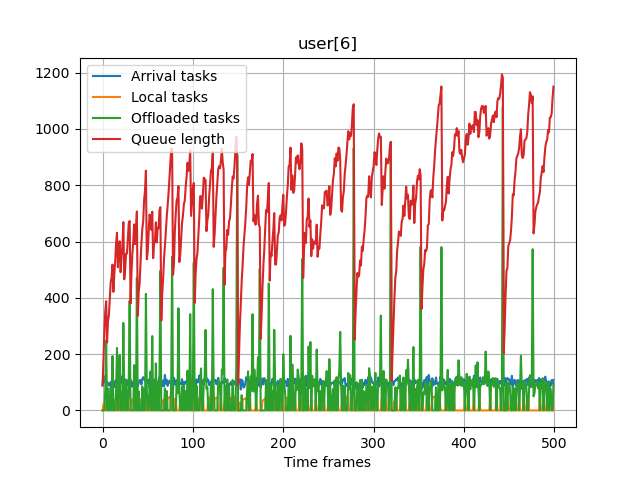 user[6]
Arrival tasks
Local tasks
Offloaded tasks
Queue length
1200
1000
800
600
400
200
0
0 100 200 300 400 500
Time frames